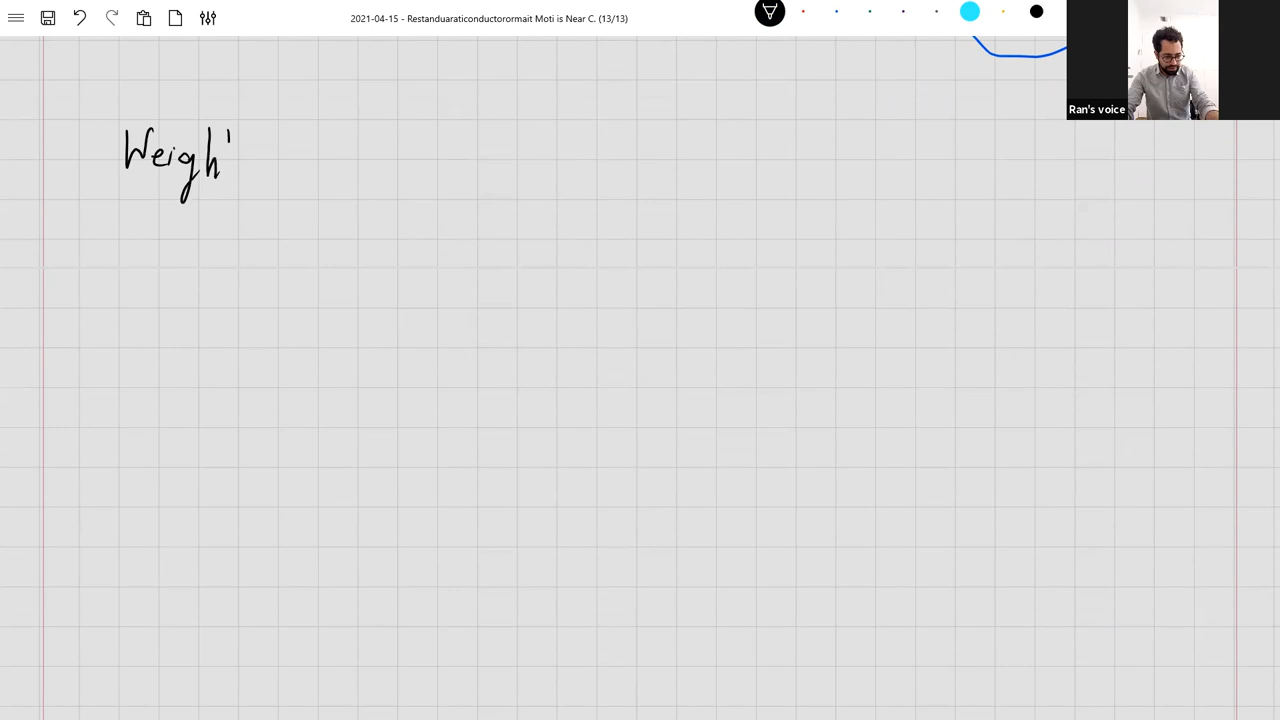 2021-04-15 - Restanduaraticonductorormait Moti is Near C. (13/13)
Ran's voice
Weigh'